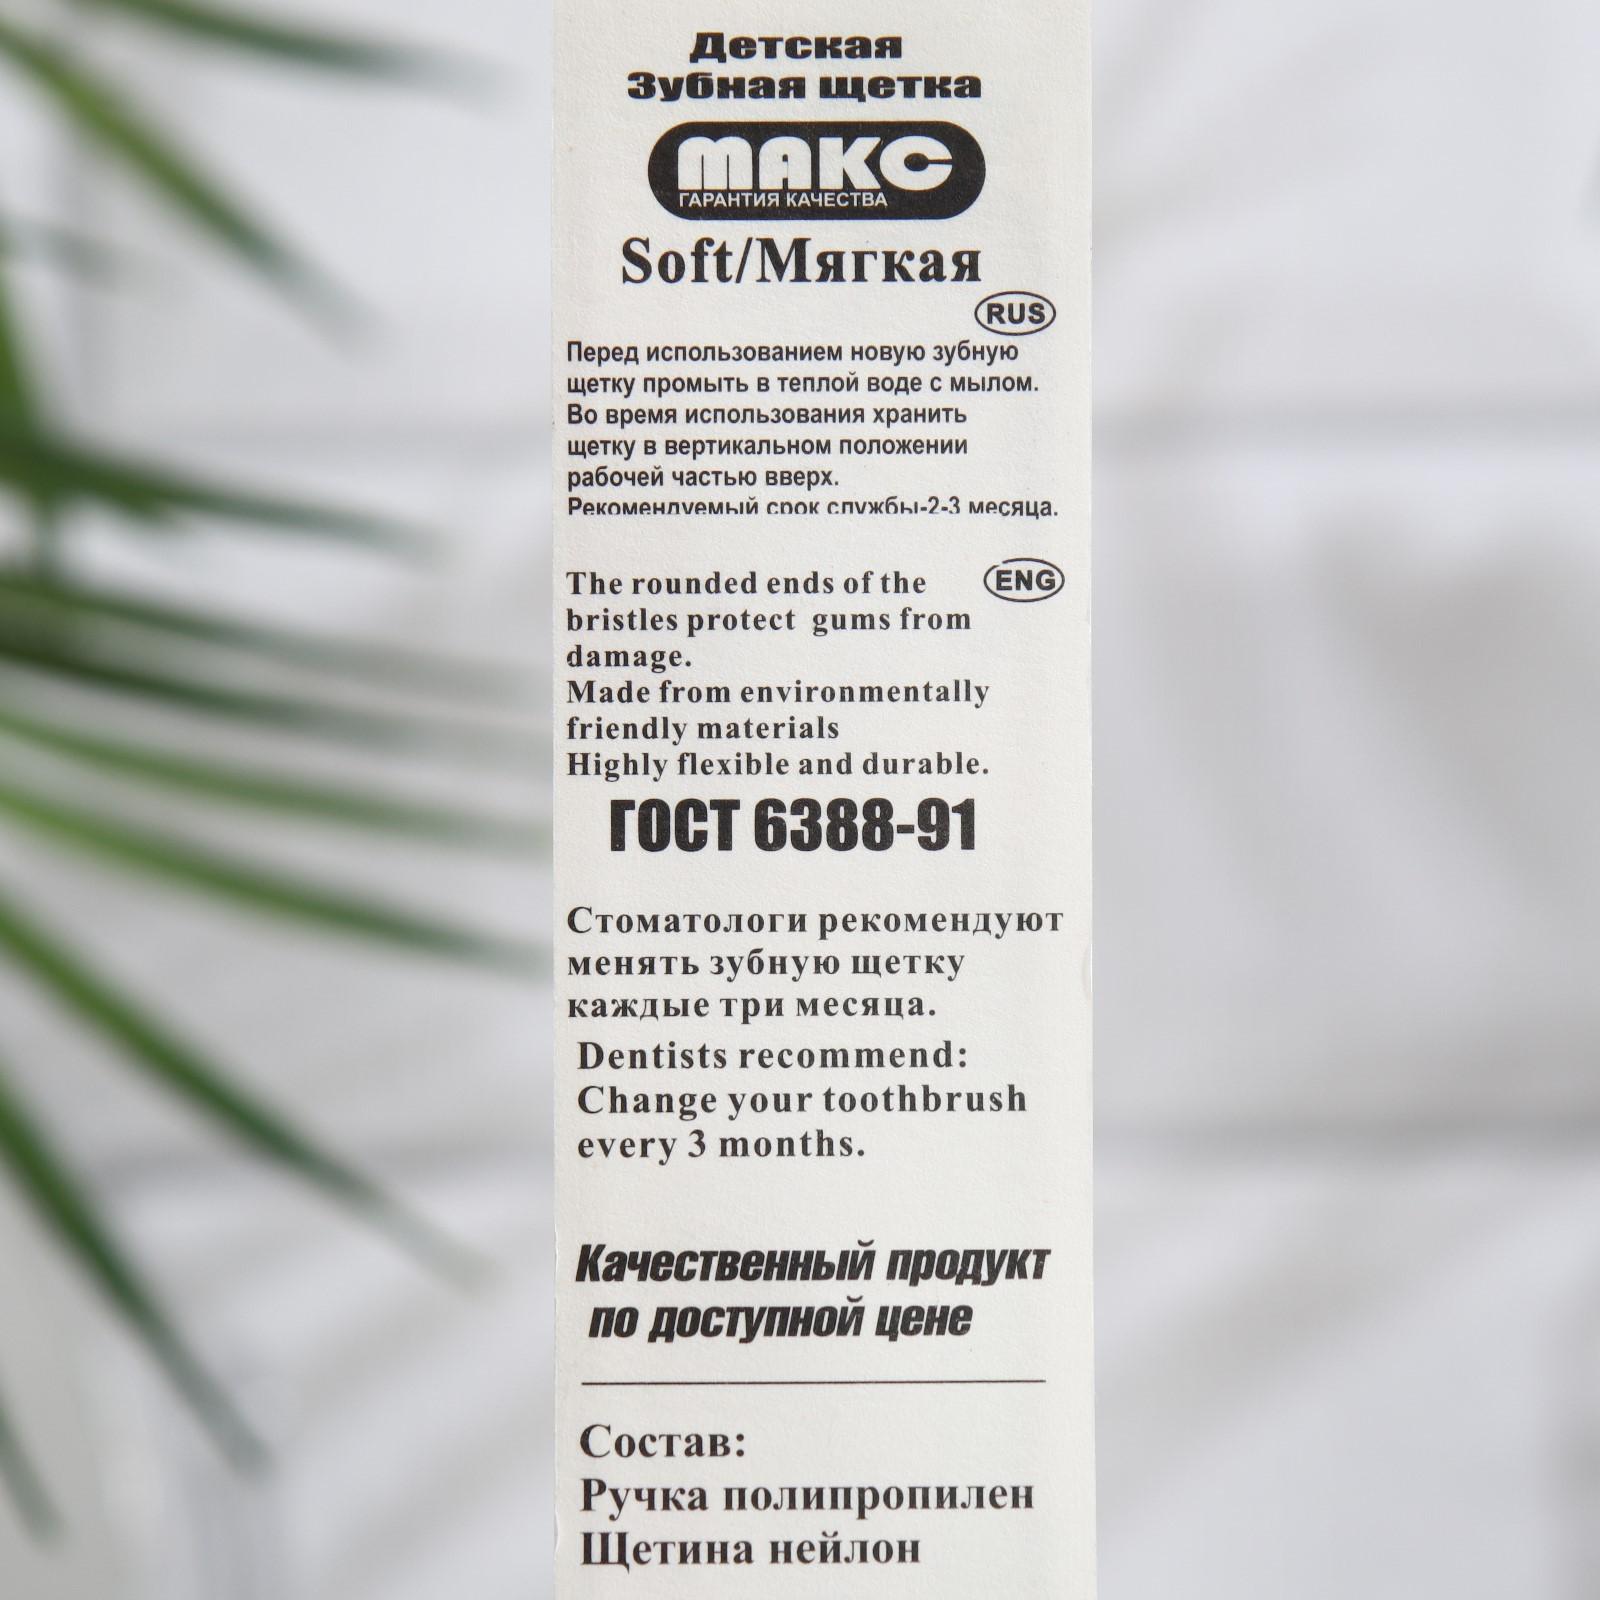 Детская
Зубная щетка
МАКС
ГАРАНТИЯ КАЧЕСТВА
Soft/Мягкая
RUS
Перед использованием новую зубную
щетку промыть в теплой воде с мылом.
Во время использования хранить
щетку в вертикальном положении
рабочей частью вверх.
Рекомендуемый срок службы-2-3 месяца.
ENG
The rounded ends of the
bristles protect gums from
damage.
Made from environmentally
friendly materials
Highly flexible and durable.
ГОСТ 6388-91
Стоматологи рекомендуют
менять зубную щетку
каждые три месяца.
Dentists recommend:
Change your toothbrush
every 3 months.
Качественный продукт
по доступной цене
Состав:
Ручка полипропилен
Щетина нейлон